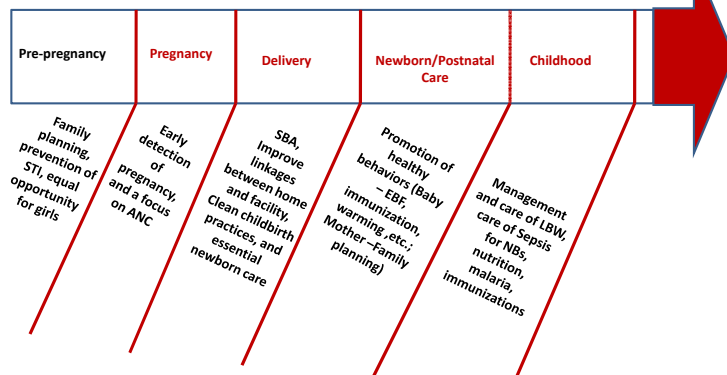 Pre-pregnancy
Pregnancy
Delivery
Newborn/Postnatal
Care
Childhood
Family
planning,
prevention of
STI, equal
opportunity
for girls
Early
detection
of
pregnancy,
and a focus
on ANC
SBA,
Improve
linkages
between home
and facility,
Clean childbirth
practices, and
essential
newborn care
Promotion of
healthy
behaviors (Baby
– EBF,
immunization,
warming ,etc.;
Mother –Family
planning)
Management
and care of LBW,
care of Sepsis
for NBs,
nutrition,
malaria,
immunizations